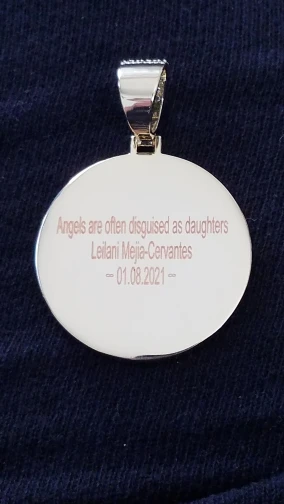 Angels are often disguised as daughters
Leilani Mejia-Cervantes
– 01.08.2021 –